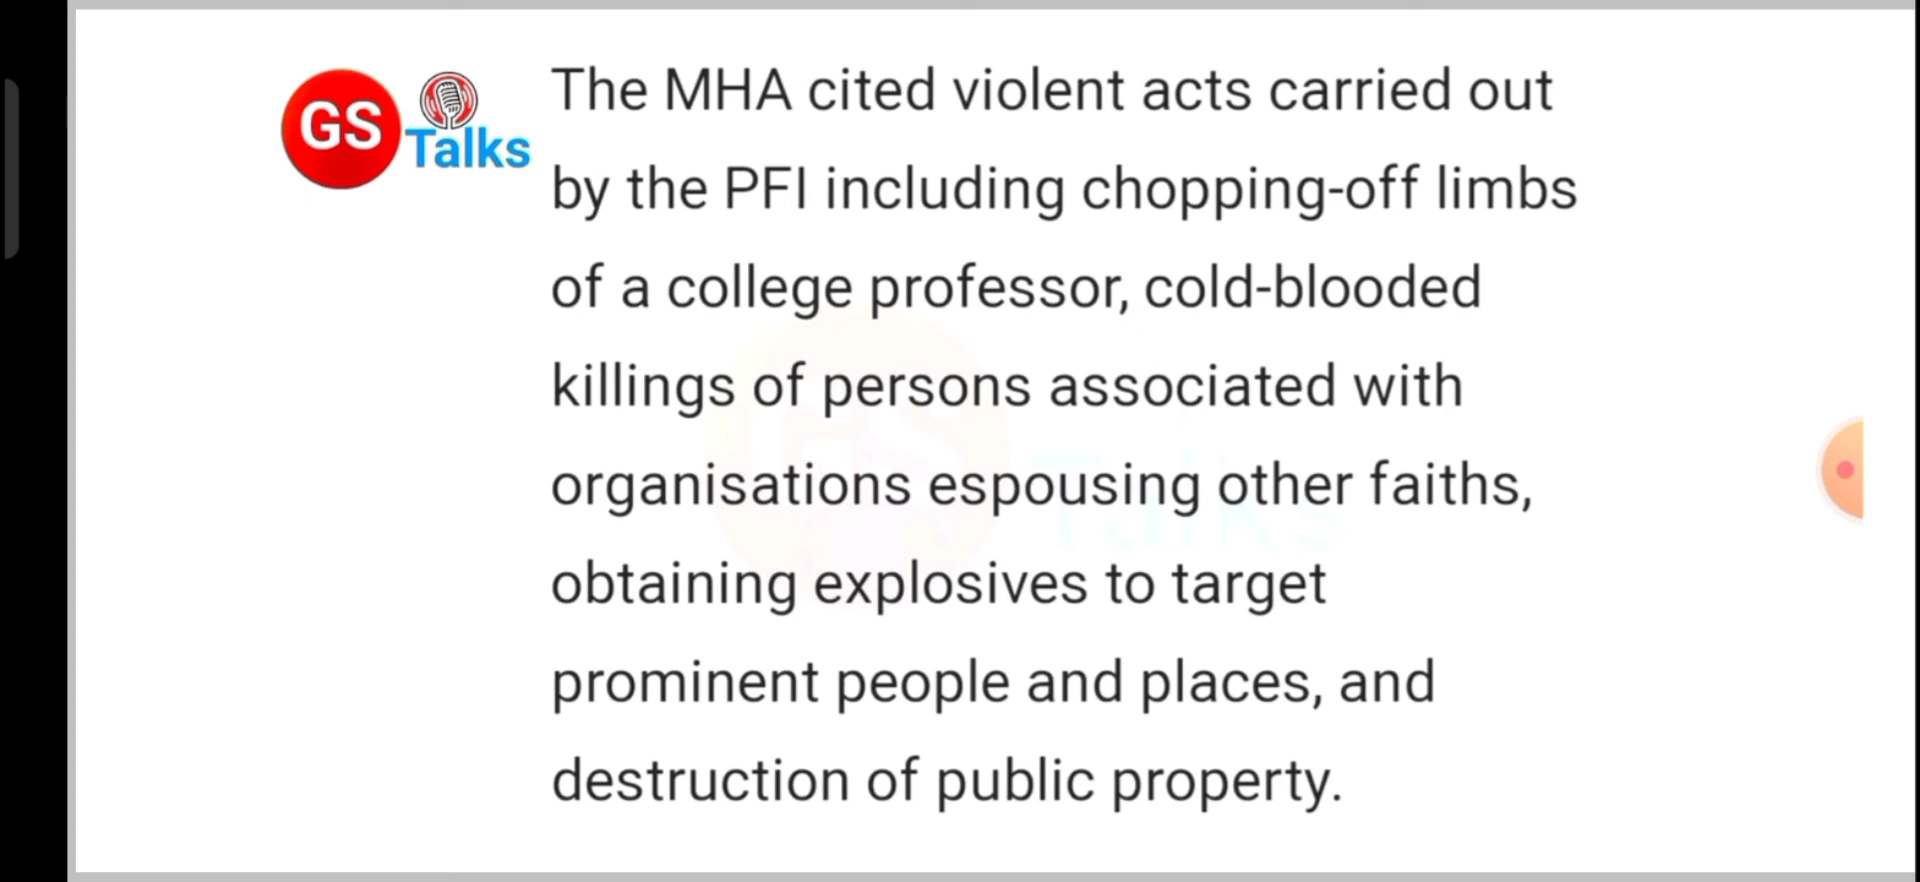 GS Talks
The MHA cited violent acts carried out
by the PFI including chopping-off limbs
of a college professor, cold-blooded
killings of persons associated with
organisations espousing other faiths,
obtaining explosives to target
prominent people and places, and
destruction of public property.
GS Talks